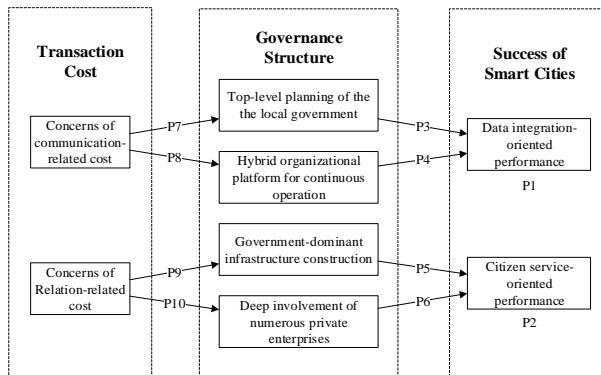 Transaction
Cost
Governance
Structure
Success of
Smart Cities
Concerns of
communication-
related cost
P7
P8
Top-level planning of the
the local government
Hybrid organizational
platform for continuous
operation
P3
P4
Data integration-
oriented performance
P1
Concerns of
Relation-related
cost
P9
P10
Government-dominant
infrastructure construction
Deep involvement of
numerous private
enterprises
P5
P6
Citizen service-
oriented
performance
P2